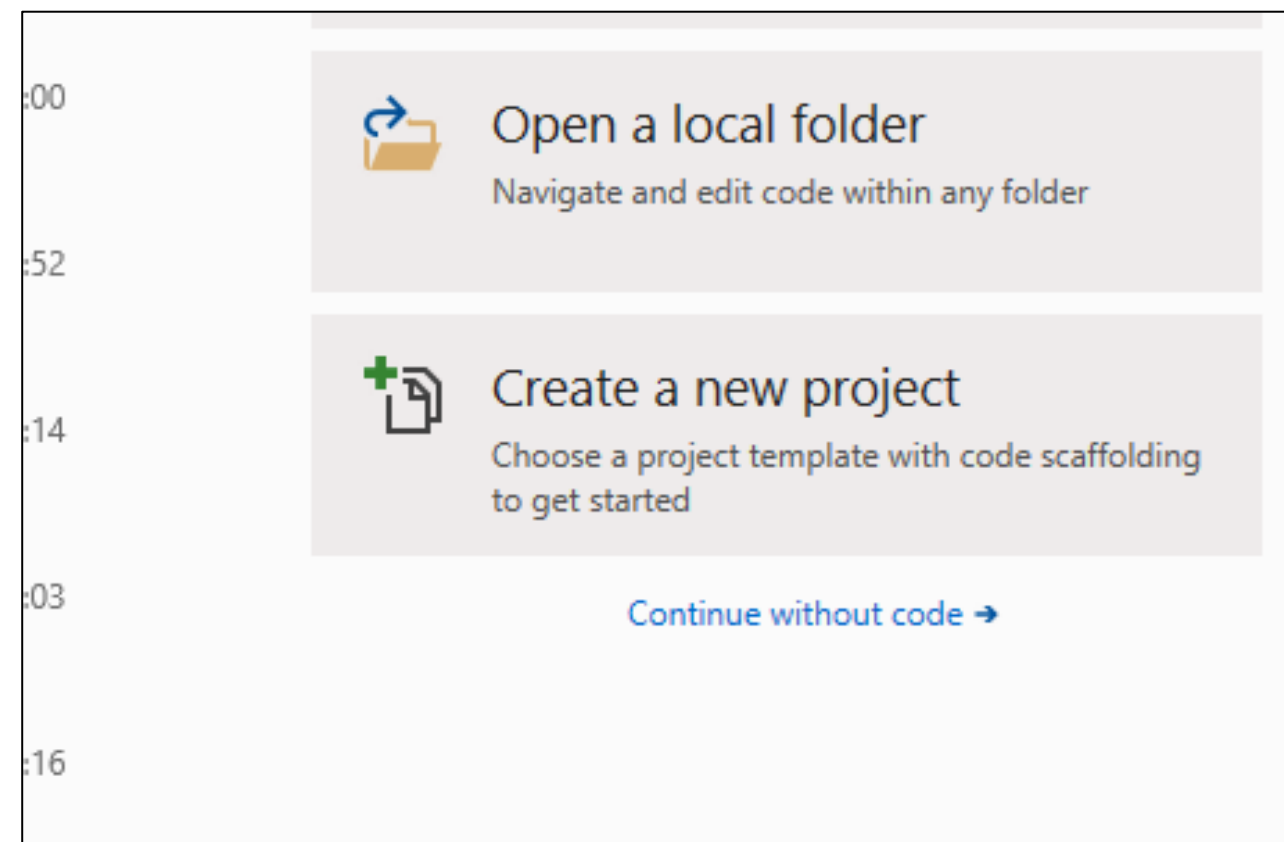 :00
Open a local folder
Navigate and edit code within any folder
:52
Create a new project
:14
Choose a project template with code scaffolding
to get started
:03
Continue without code →
:16